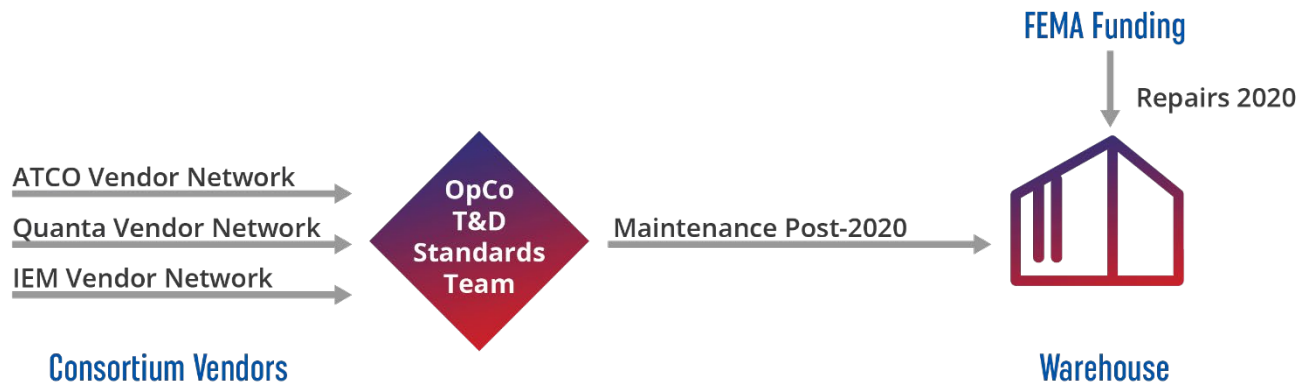 FEMA Funding
Repairs 2020
ATCO Vendor Network
Quanta Vendor Network
IEM Vendor Network
OpCo
T&D
Standards
Team
Maintenance Post-2020
Consortium Vendors
Warehouse